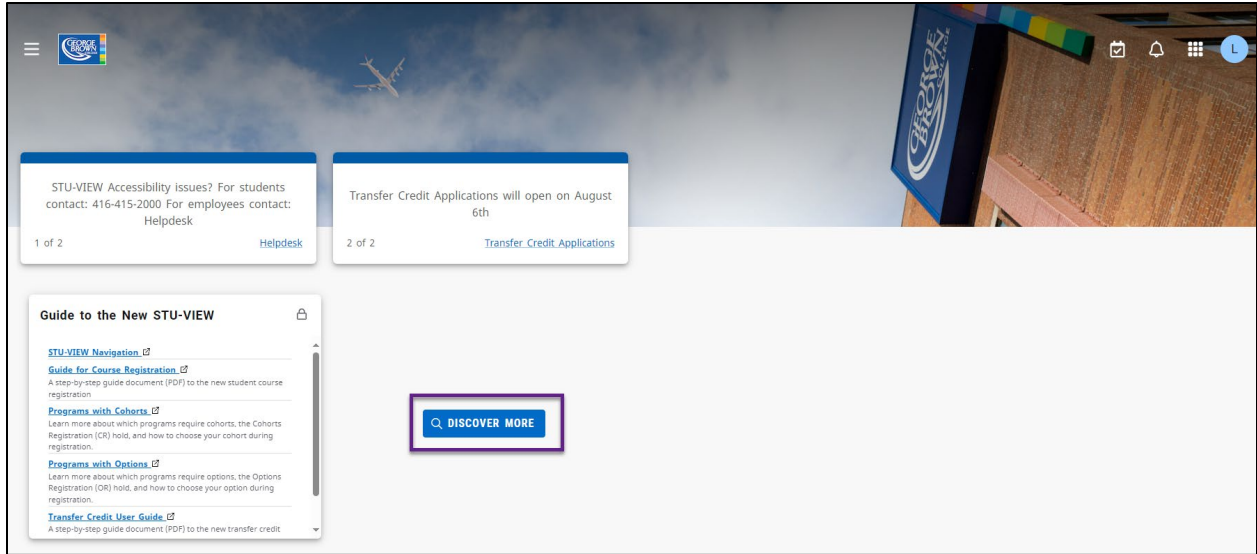 GEORGE
BROWN
GEORGE
BROWN
COLLEGE
L
STU-VIEW Accessibility issues? For students
contact: 416-415-2000 For employees contact:
Helpdesk
1 of 2
Helpdesk
Transfer Credit Applications will open on August
6th
2 of 2
Transfer Credit Applications
Guide to the New STU-VIEW
STU-VIEW Navigation
Guide for Course Registration
A step-by-step guide document (PDF) to the new student course
registration
Programs with Cohorts
Learn more about which programs require cohorts, the Cohorts
Registration (CR) hold, and how to choose your cohort during
registration.
Programs with Options
Learn more about which programs require options, the Options
Registration (OR) hold, and how to choose your option during
registration.
Transfer Credit User Guide
A step-by-step guide document (PDF) to the new transfer credit
DISCOVER MORE